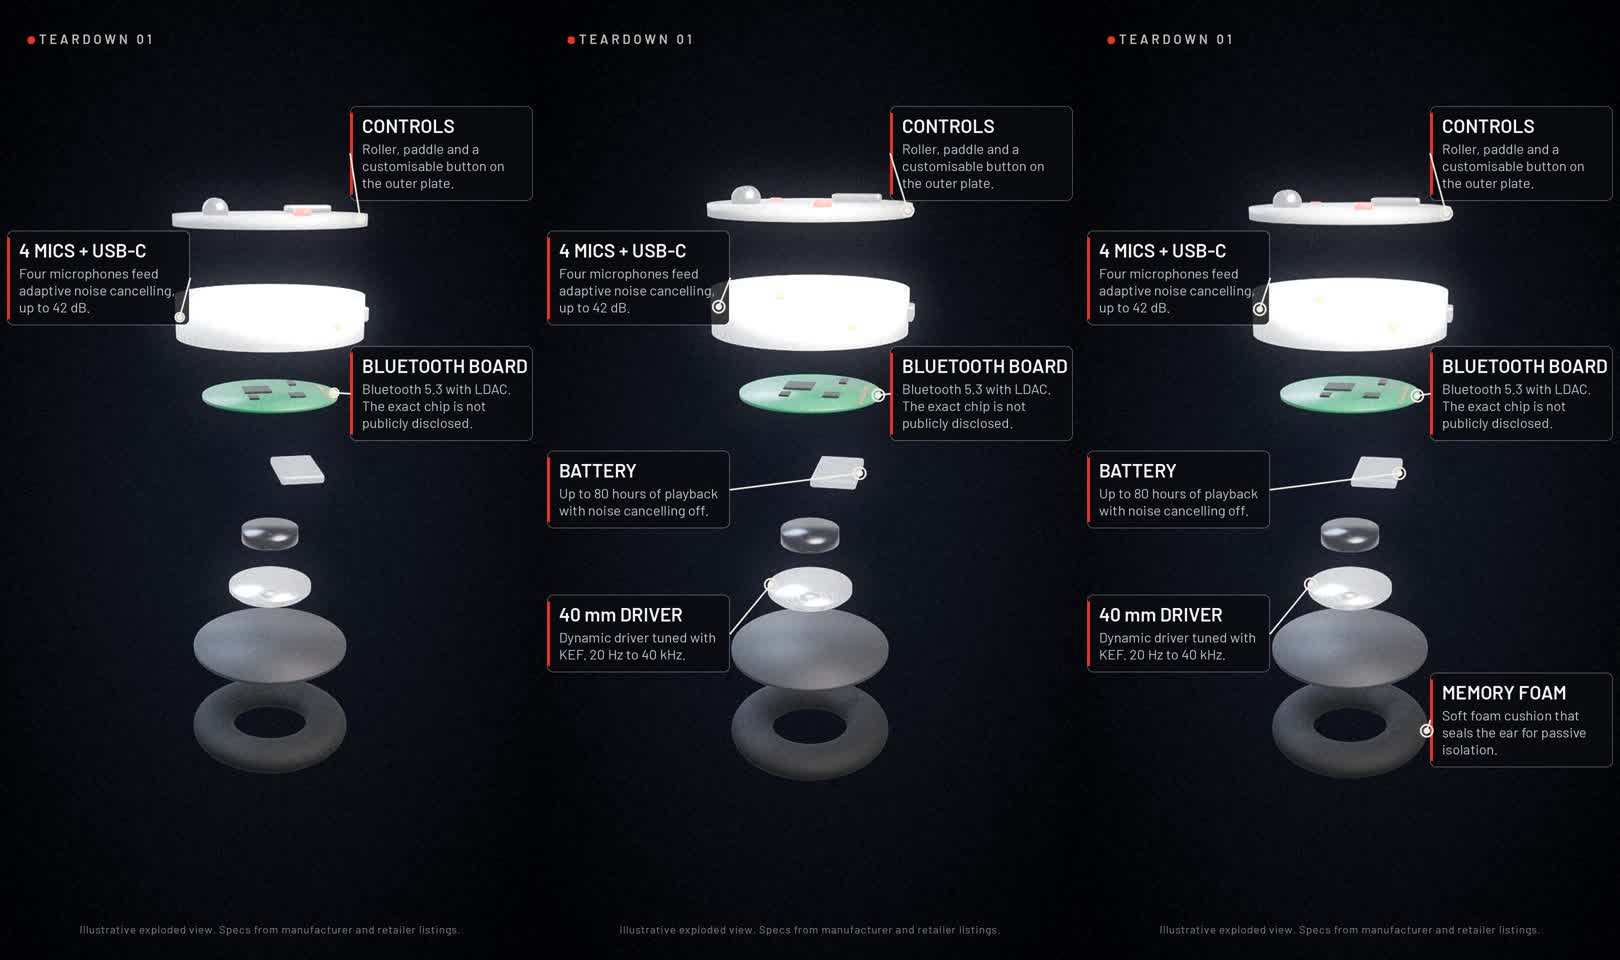 TEARDOWN 01
CONTROLS
Roller, paddle and a
customisable button on
the outer plate.
4 MICS + USB-C
Four microphones feed
adaptive noise cancelling,
up to 42 dB.
BLUETOOTH BOARD
Bluetooth 5.3 with LDAC.
The exact chip is not
publicly disclosed.
Illustrative exploded view. Specs from manufacturer and retailer listings.
TEARDOWN 01
CONTROLS
Roller, paddle and a
customisable button on
the outer plate.
4 MICS + USB-C
Four microphones feed
adaptive noise cancelling,
up to 42 dB.
BLUETOOTH BOARD
Bluetooth 5.3 with LDAC.
The exact chip is not
publicly disclosed.
BATTERY
Up to 80 hours of playback
with noise cancelling off.
40 mm DRIVER
Dynamic driver tuned with
KEF. 20 Hz to 40 kHz.
Illustrative exploded view. Specs from manufacturer and retailer listings.
TEARDOWN 01
CONTROLS
Roller, paddle and a
customisable button on
the outer plate.
4 MICS + USB-C
Four microphones feed
adaptive noise cancelling,
up to 42 dB.
BLUETOOTH BOARD
Bluetooth 5.3 with LDAC.
The exact chip is not
publicly disclosed.
BATTERY
Up to 80 hours of playback
with noise cancelling off.
40 mm DRIVER
Dynamic driver tuned with
KEF. 20 Hz to 40 kHz.
MEMORY FOAM
Soft foam cushion that
seals the ear for passive
isolation.
Illustrative exploded view. Specs from manufacturer and retailer listings.